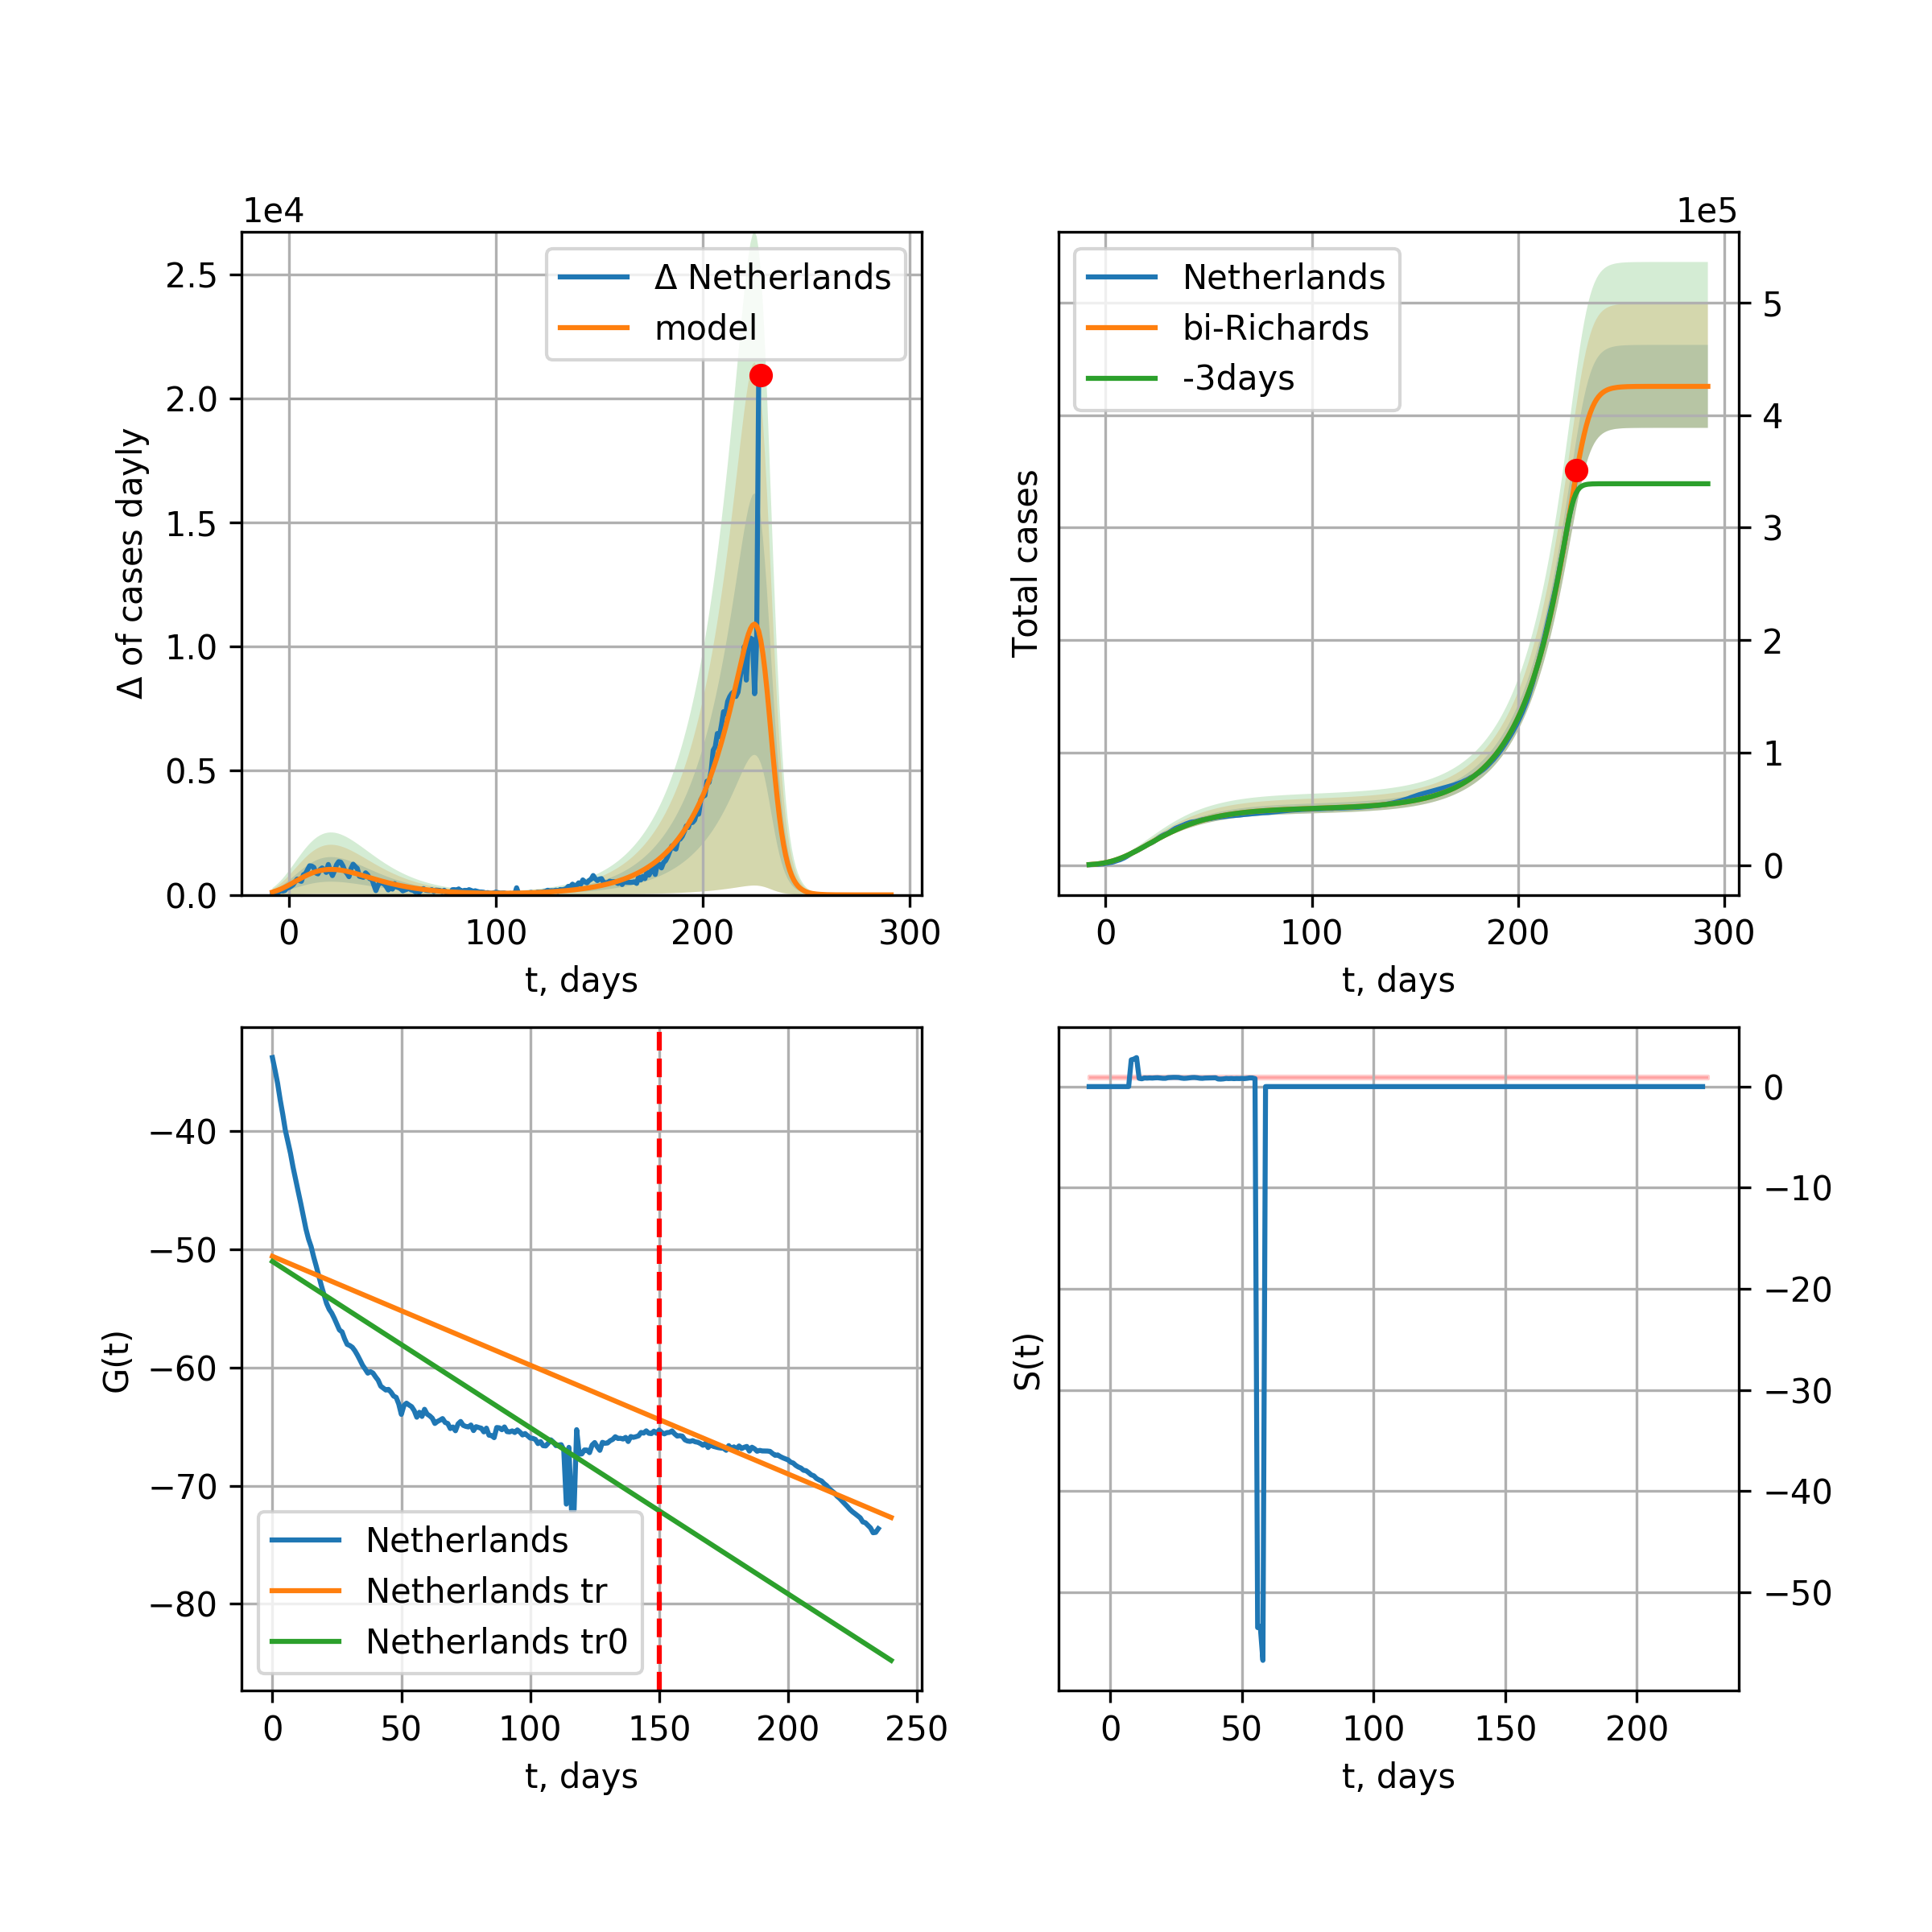 1e4
Δ of cases dayly
2.5
2.0
1.5
1.0
0.5
0.0
Δ Netherlands
model
0 100 200 300
t, days
1e5
Total cases
Netherlands
bi-Richards
-3days
5
4
3
2
1
0
0 100 200 300
t, days
G(t)
−40
−50
−60
−70
−80
Netherlands
Netherlands tr
Netherlands tr0
0 50 100 150 200 250
t, days
S(t)
0
−10
−20
−30
−40
−50
0 50 100 150 200
t, days